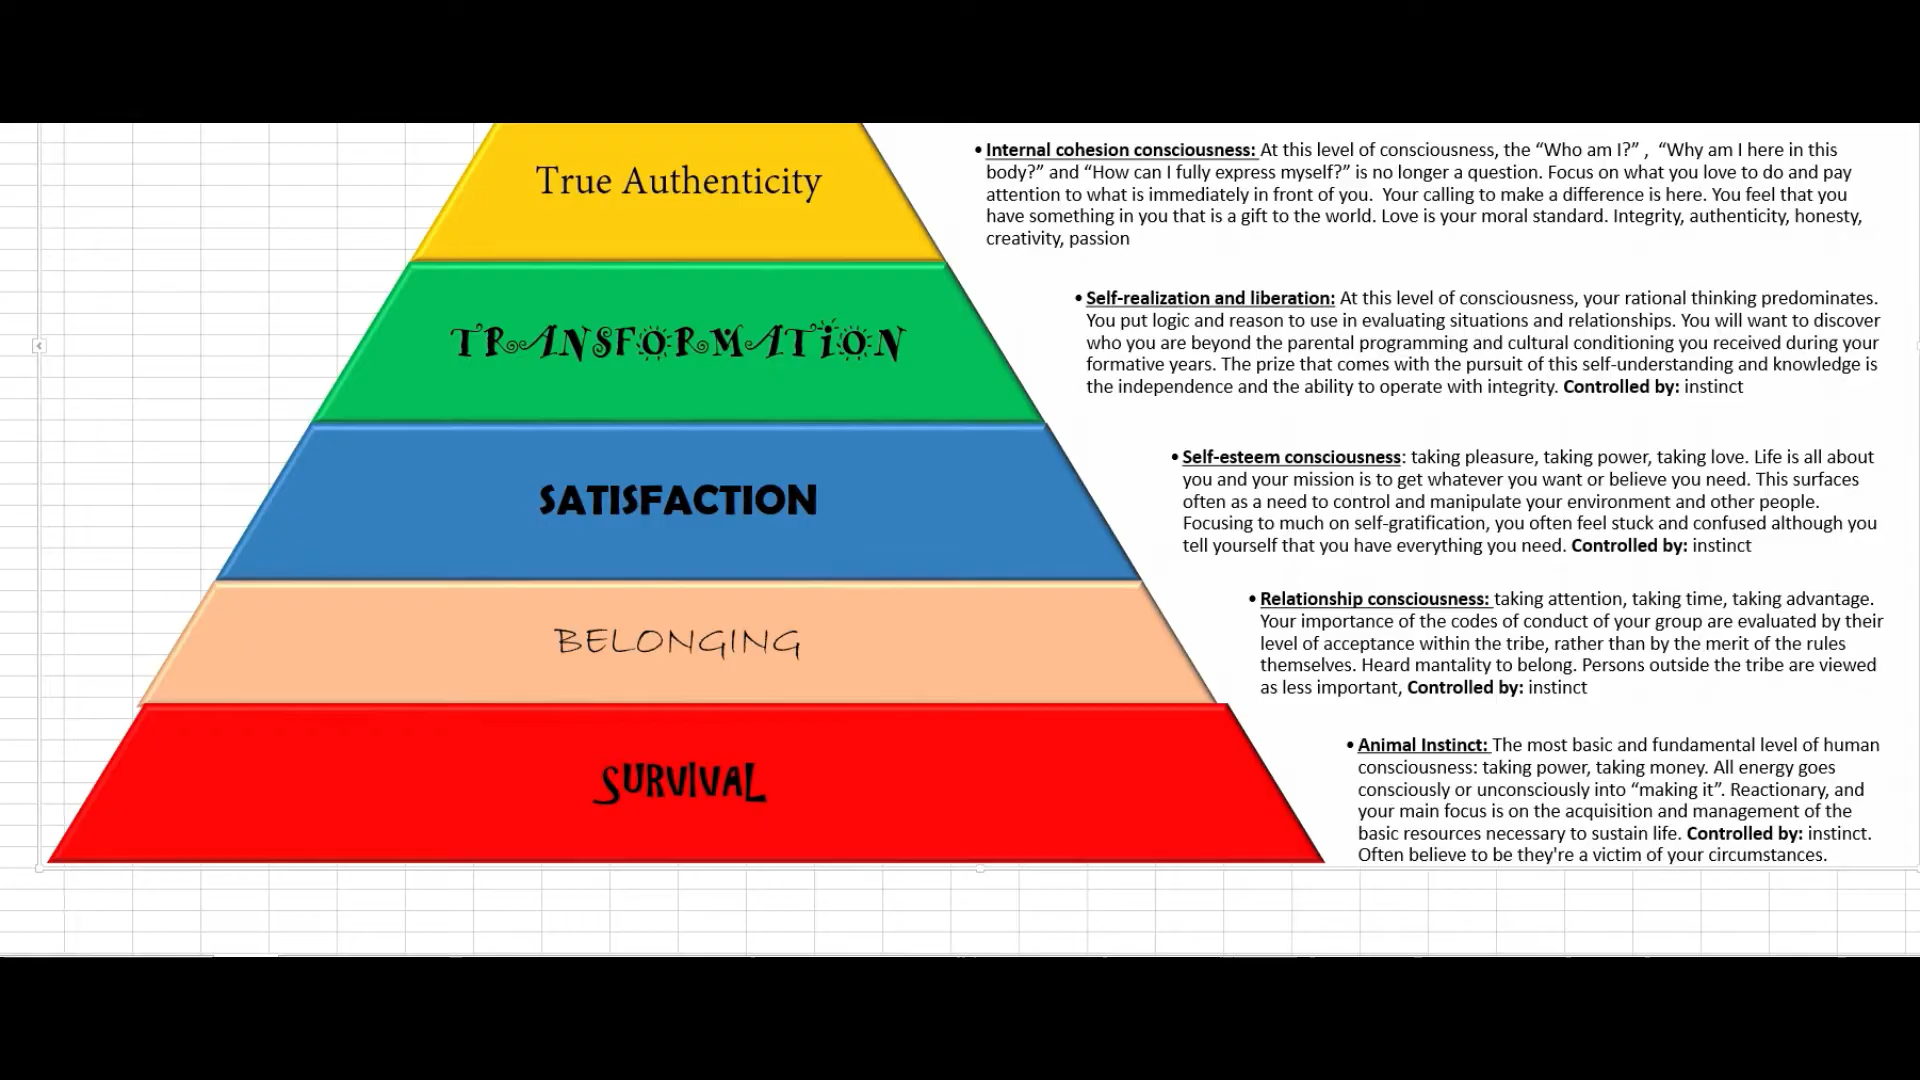 True Authenticity
• Internal cohesion consciousness: At this level of consciousness, the “Who am I?” , “Why am I here in this
body?” and “How can I fully express myself?” is no longer a question. Focus on what you love to do and pay
attention to what is immediately in front of you. Your calling to make a difference is here. You feel that you
have something in you that is a gift to the world. Love is your moral standard. Integrity, authenticity, honesty,
creativity, passion
TRANSFORMATION
• Self-realization and liberation: At this level of consciousness, your rational thinking predominates.
You put logic and reason to use in evaluating situations and relationships. You will want to discover
who you are beyond the parental programming and cultural conditioning you received during your
formative years. The prize that comes with the pursuit of this self-understanding and knowledge is
the independence and the ability to operate with integrity. Controlled by: instinct
SATISFACTION
• Self-esteem consciousness: taking pleasure, taking power, taking love. Life is all about
you and your mission is to get whatever you want or believe you need. This surfaces
often as a need to control and manipulate your environment and other people.
Focusing to much on self-gratification, you often feel stuck and confused although you
tell yourself that you have everything you need. Controlled by: instinct
BELONGING
• Relationship consciousness: taking attention, taking time, taking advantage.
Your importance of the codes of conduct of your group are evaluated by their
level of acceptance within the tribe, rather than by the merit of the rules
themselves. Heard mantality to belong. Persons outside the tribe are viewed
as less important, Controlled by: instinct
SURVIVAL
• Animal Instinct: The most basic and fundamental level of human
consciousness: taking power, taking money. All energy goes
consciously or unconsciously into “making it”. Reactionary, and
your main focus is on the acquisition and management of the
basic resources necessary to sustain life. Controlled by: instinct.
Often believe to be they're a victim of your circumstances.